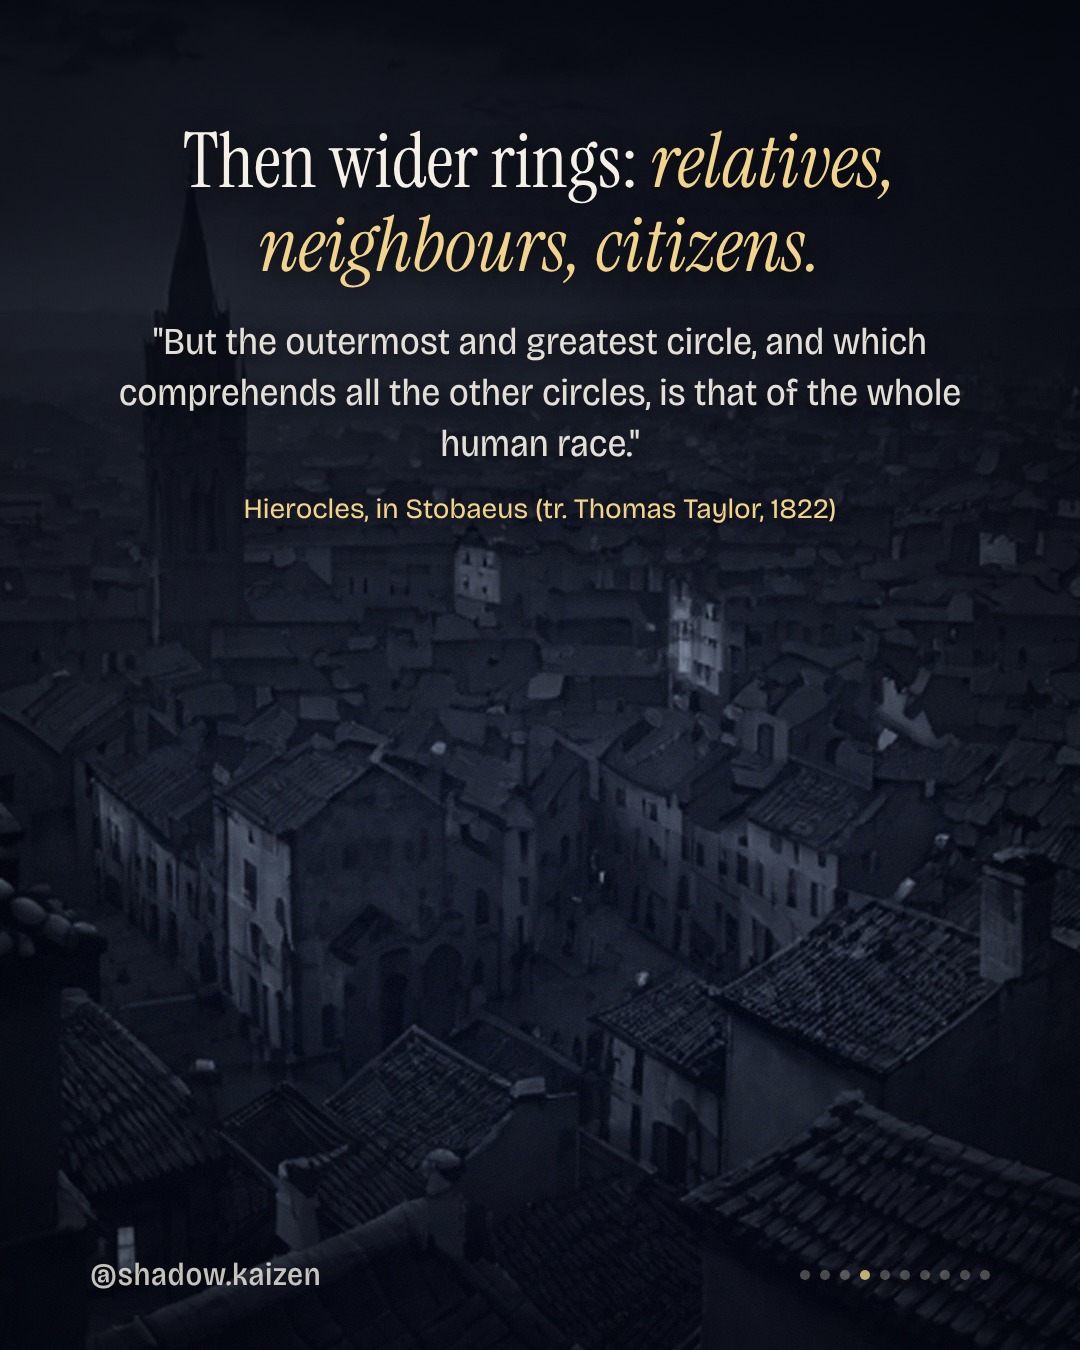 Then wider rings: relatives,
neighbours, citizens.
"But the outermost and greatest circle, and which
comprehends all the other circles, is that of the whole
human race."
Hierocles, in Stobaeus (tr. Thomas Taylor, 1822)
@shadow.kaizen